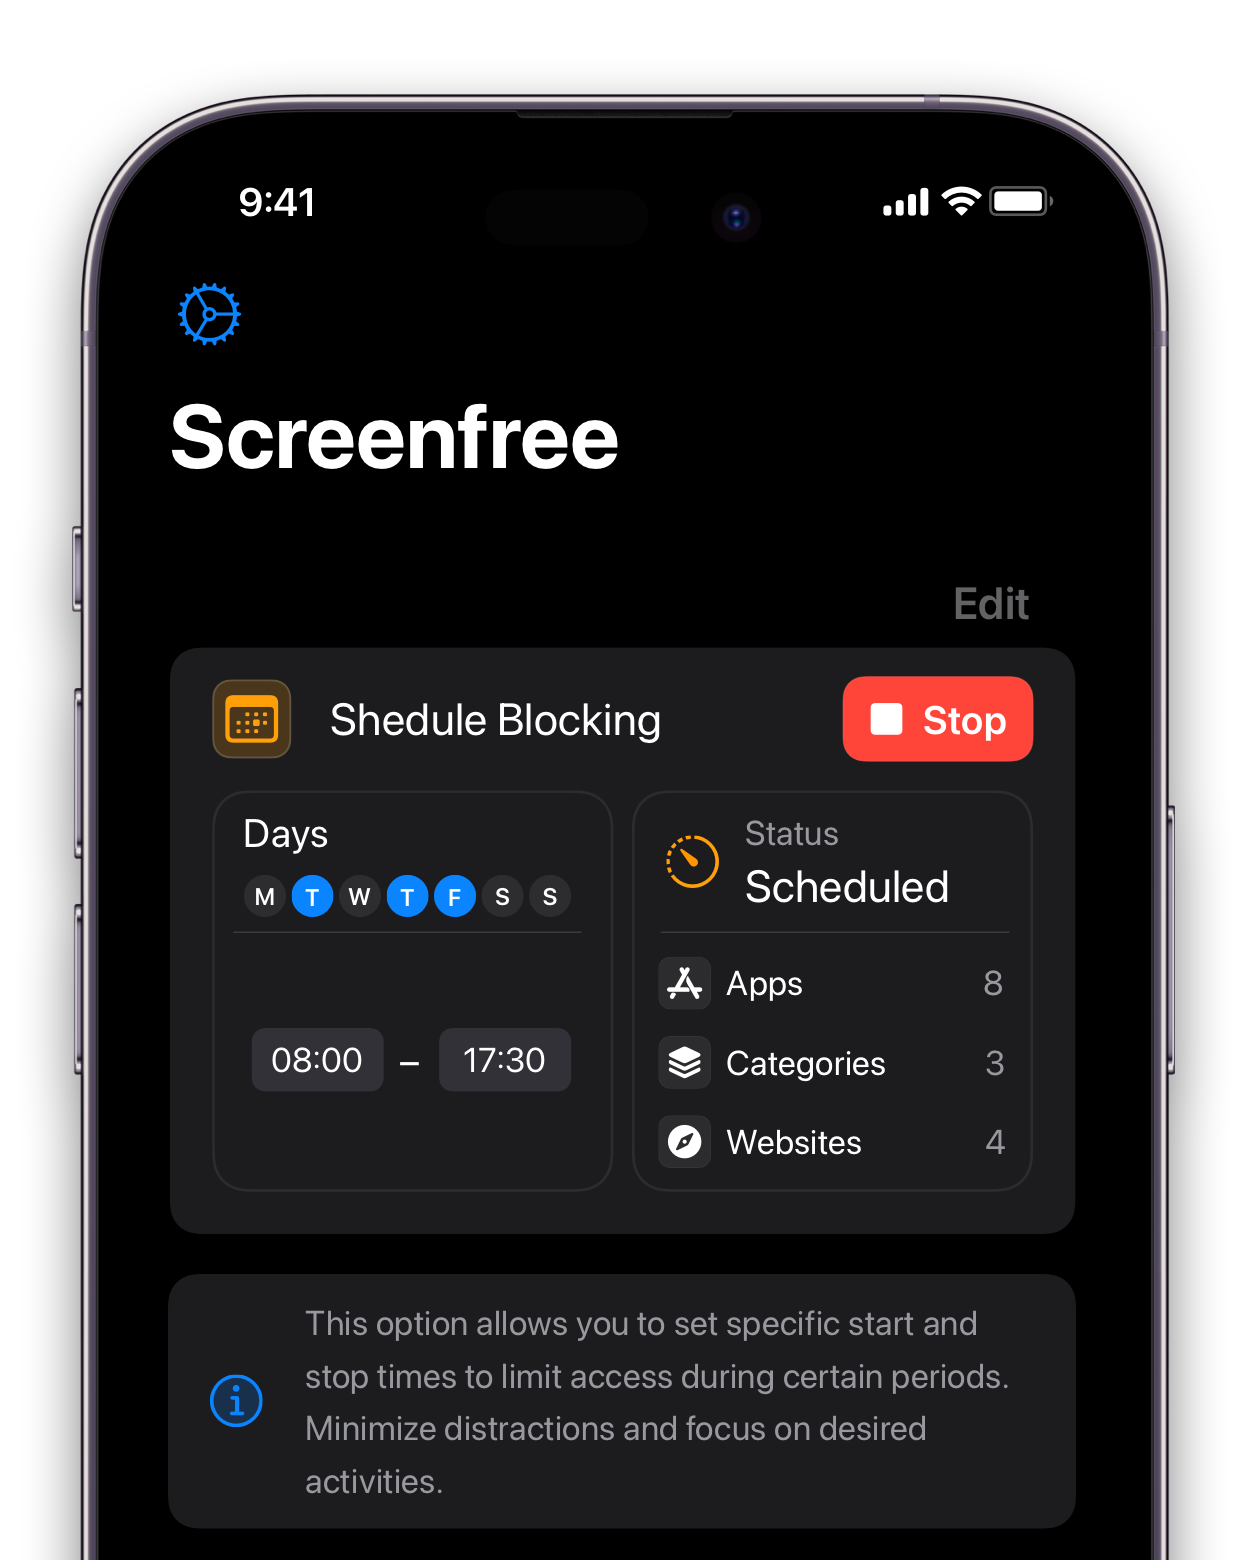 9:41
Screenfree
Edit
Shedule Blocking
Stop
Days
M T W T F S S
08:00 – 17:30
Status
Scheduled
Apps 8
Categories 3
Websites 4
This option allows you to set specific start and
stop times to limit access during certain periods.
Minimize distractions and focus on desired
activities.